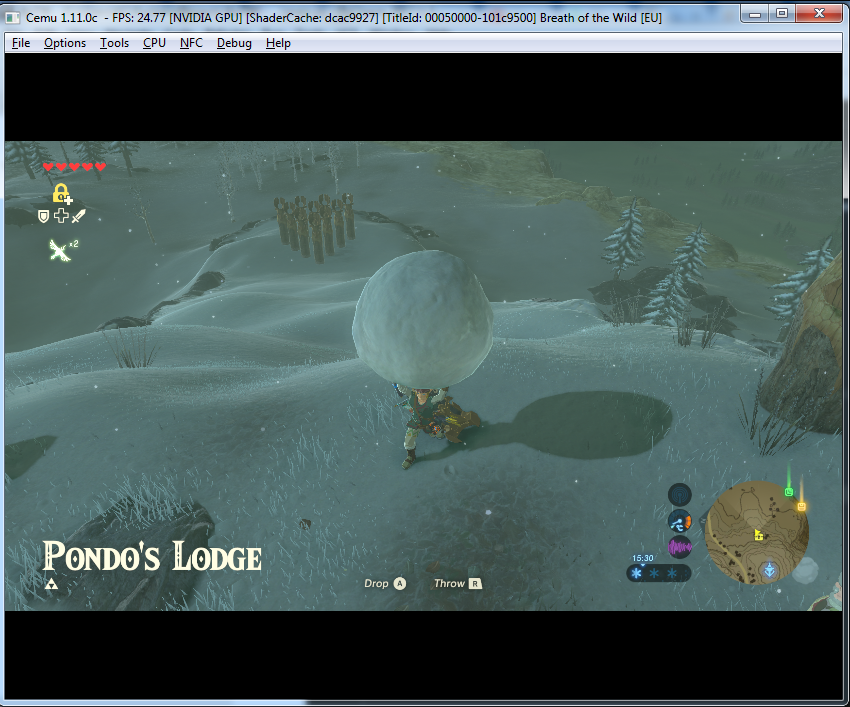 Cemu 1.11.0c - FPS: 24.77 [NVIDIA GPU] [ShaderCache: dcac9927] [TitleId: 00050000-101c9500] Breath of the Wild [EU]
File Options Tools CPU NFC Debug Help
×2
15:30
PONDO'S LODGE
Drop A Throw R